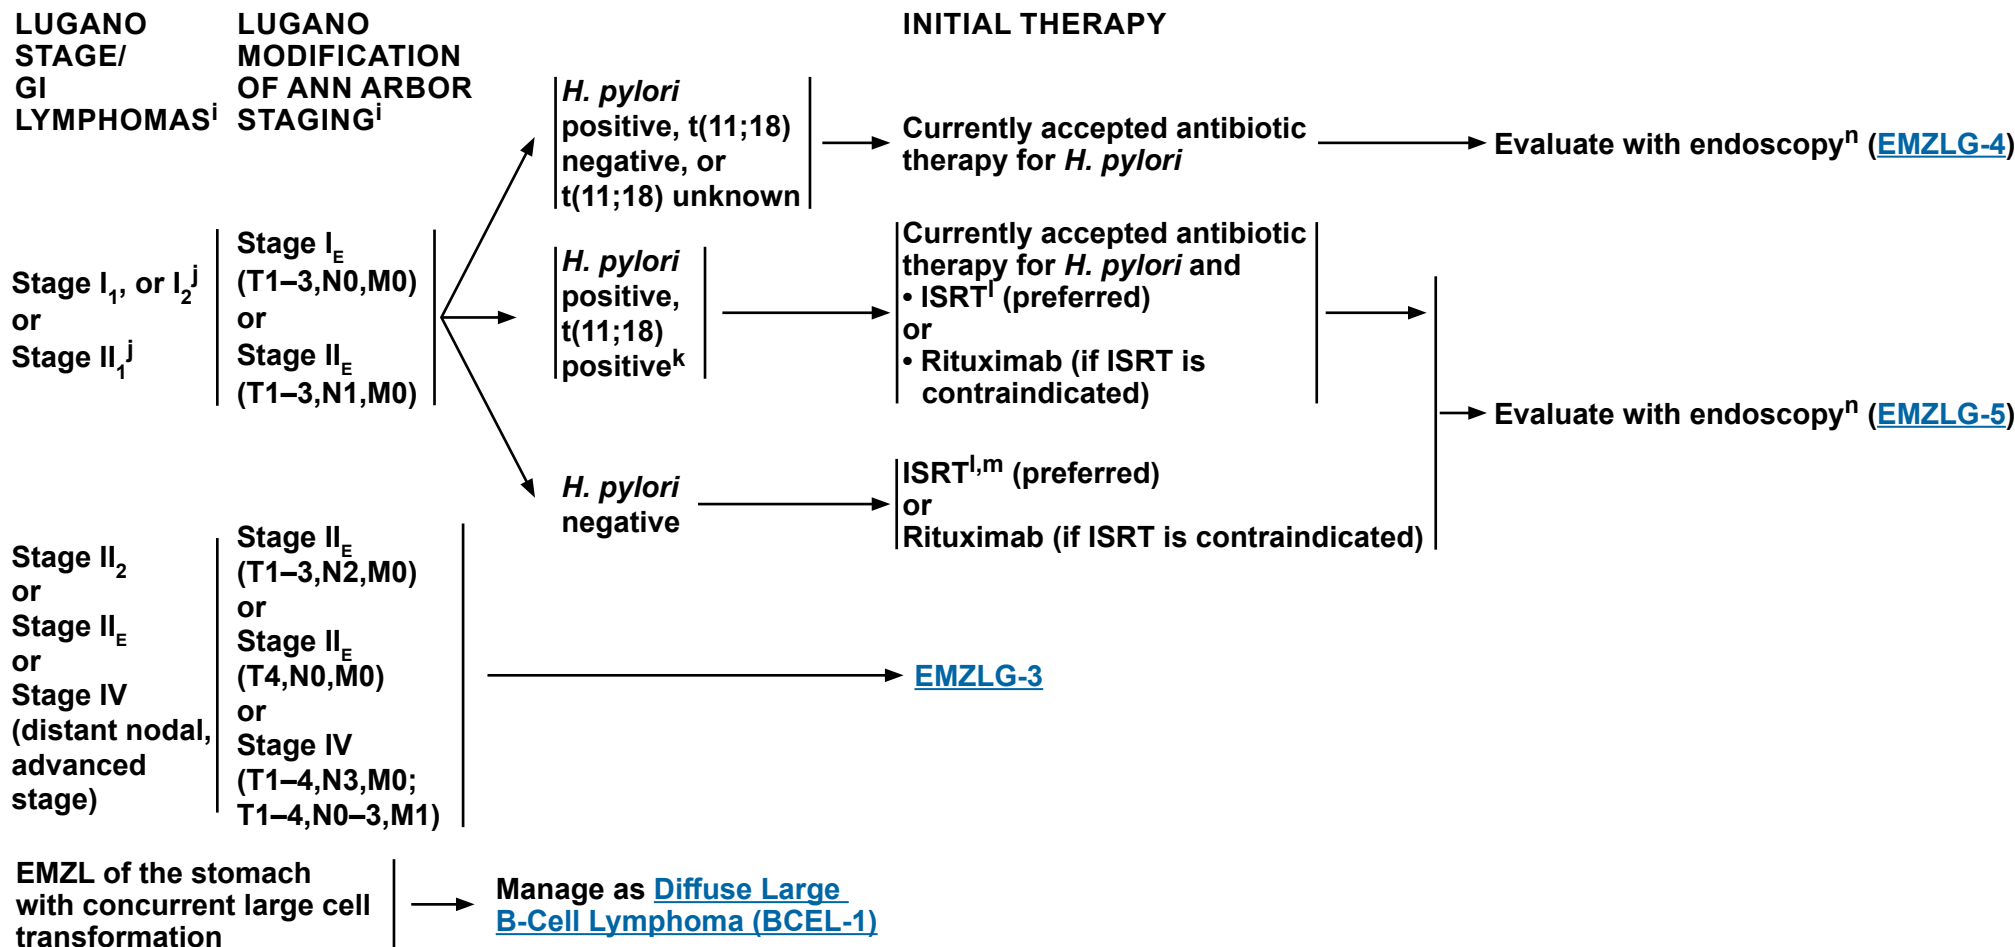 LUGANO
STAGE/
GI
LYMPHOMASⁱ
LUGANO
MODIFICATION
OF ANN ARBOR
STAGINGⁱ
INITIAL THERAPY
Stage I₁, or I₂ʲ
or
Stage II₁ʲ
Stage I_E
(T1–3,N0,M0)
or
Stage II_E
(T1–3,N1,M0)
H. pylori
positive, t(11;18)
negative, or
t(11;18) unknown
Currently accepted antibiotic
therapy for H. pylori
Evaluate with endoscopyⁿ (EMZLG-4)
H. pylori
positive,
t(11;18)
positiveᵏ
Currently accepted antibiotic
therapy for H. pylori and
• ISRTˡ (preferred)
or
• Rituximab (if ISRT is
contraindicated)
Evaluate with endoscopyⁿ (EMZLG-5)
H. pylori
negative
ISRTˡ,ᵐ (preferred)
or
Rituximab (if ISRT is contraindicated)
Stage II₂
or
Stage II_E
or
Stage IV
(distant nodal,
advanced
stage)
Stage II_E
(T1–3,N2,M0)
or
Stage II_E
(T4,N0,M0)
or
Stage IV
(T1–4,N3,M0;
T1–4,N0–3,M1)
EMZLG-3
EMZL of the stomach
with concurrent large cell
transformation
Manage as Diffuse Large
B-Cell Lymphoma (BCEL-1)